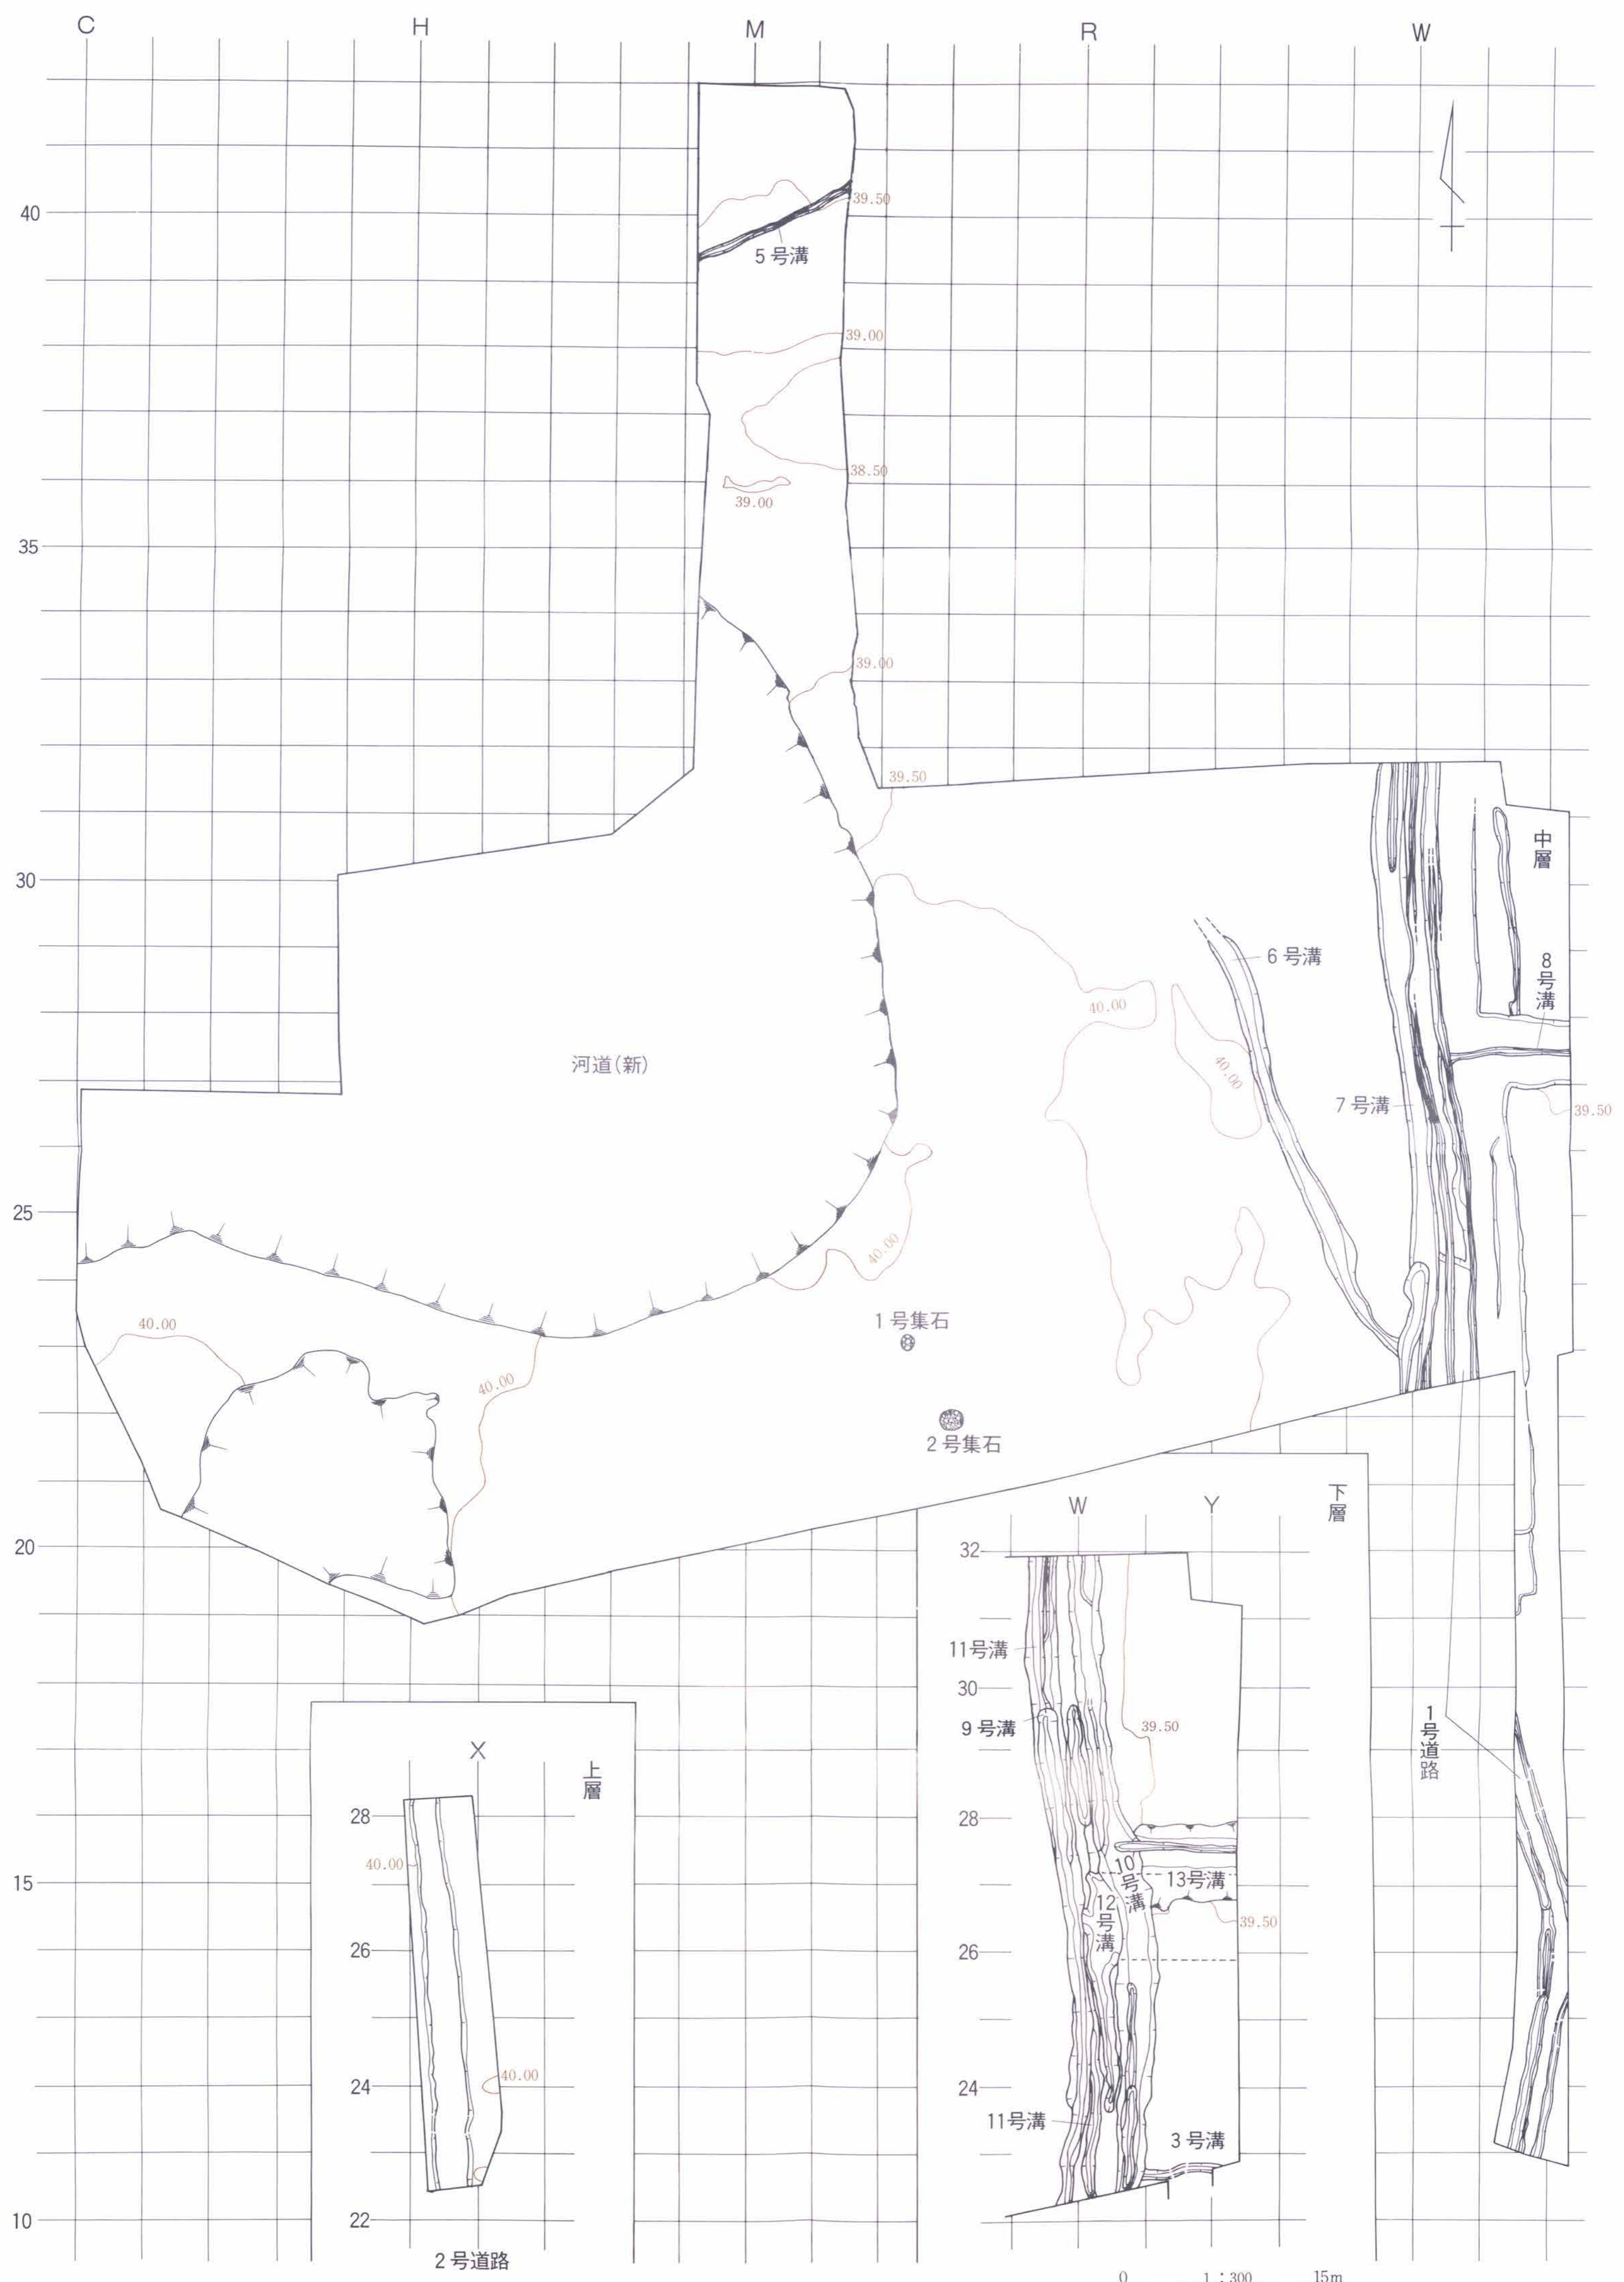 C
H
M
R
W
40
39.50
5号溝
39.00
38.50
39.00
35
39.00
39.50
中層
30
6号溝
8号溝
40.00
河道(新)
40.00
7号溝
39.50
25
40.00
1号集石
40.00
40.00
2号集石
下層
W
Y
20
32
11号溝
30
9号溝
39.50
1号道路
X
上層
28
28
40.00
10号溝
13号溝
15
12号溝
39.50
26
26
40.00
24
24
11号溝
3号溝
10
22
2号道路
0
1:300
15m